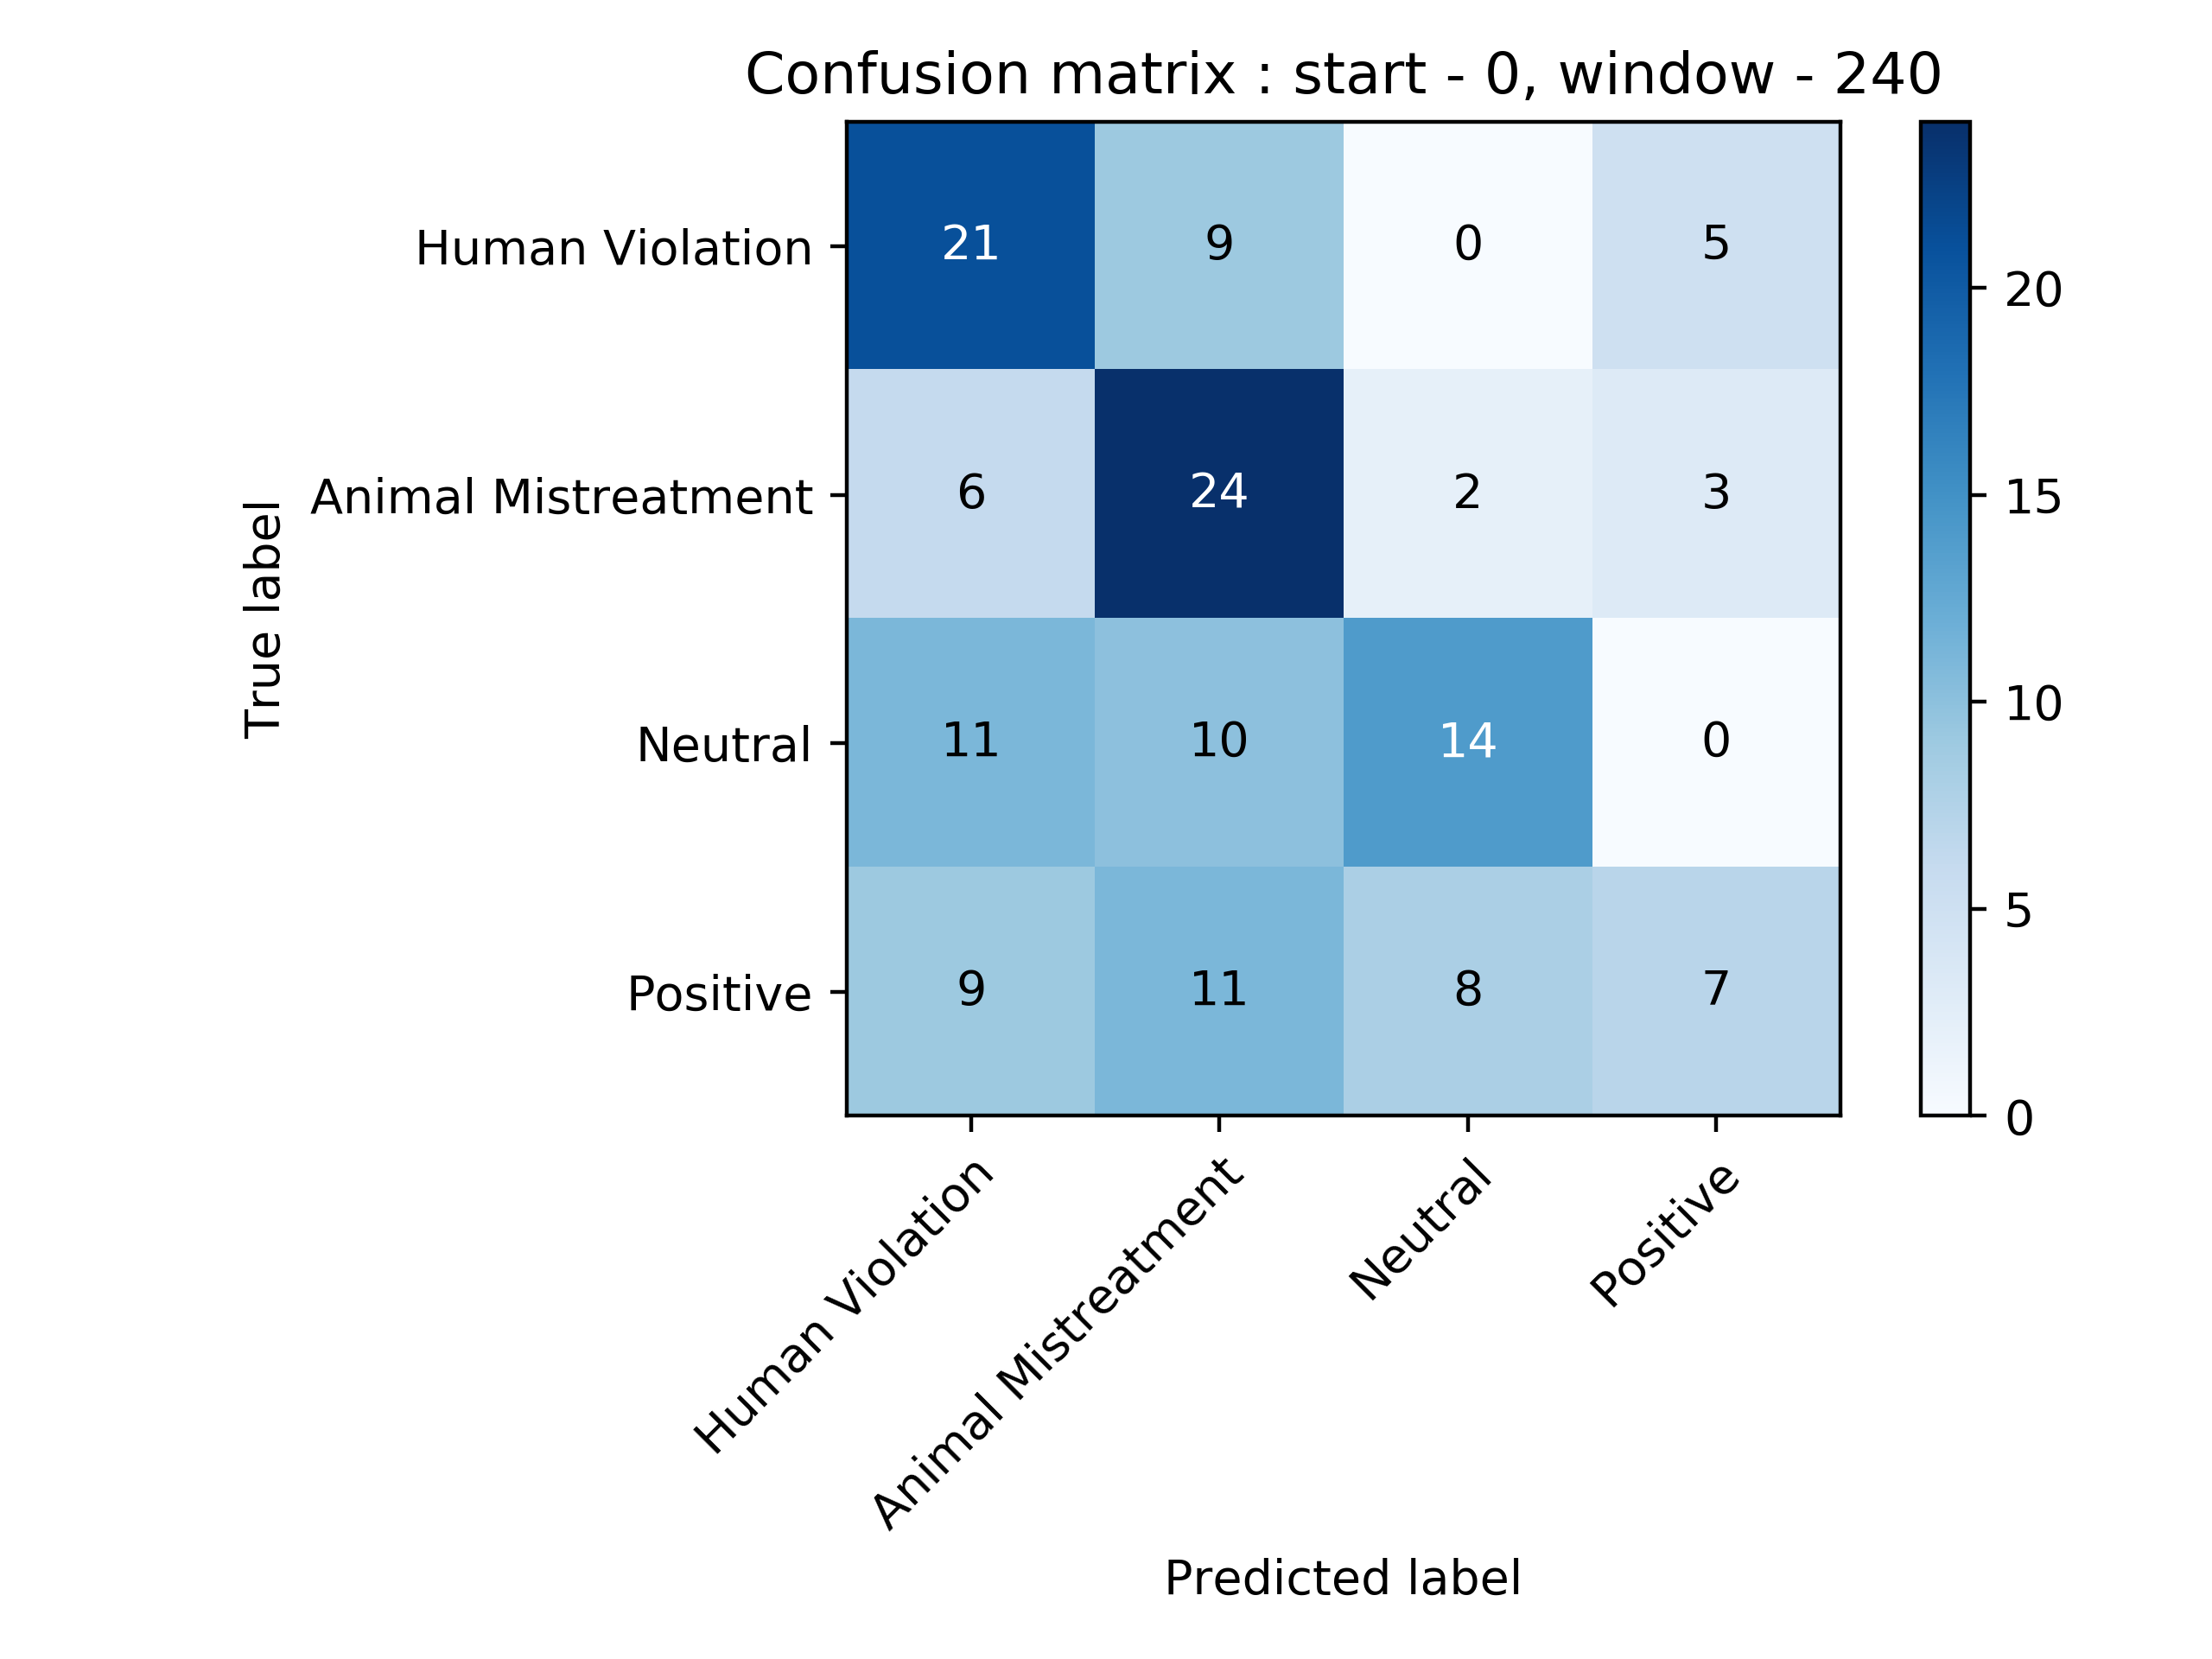 Confusion matrix : start - 0, window - 240
True label
Human Violation
21 9 0 5
Animal Mistreatment
6 24 2 3
Neutral
11 10 14 0
Positive
9 11 8 7
Human Violation
Animal Mistreatment
Neutral
Positive
Predicted label
20
15
10
5
0